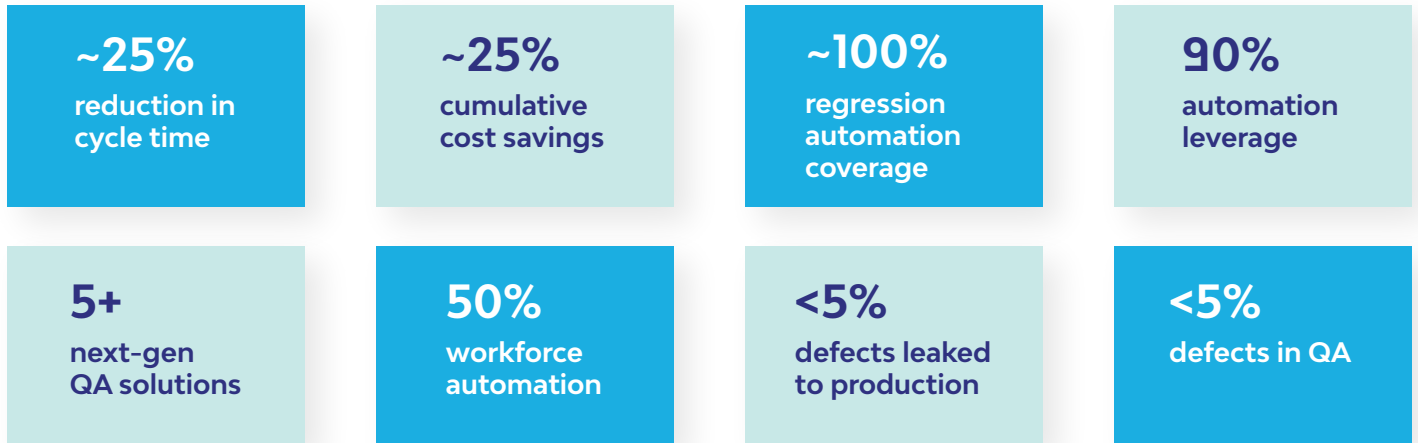 ~25%
reduction in
cycle time
~25%
cumulative
cost savings
~100%
regression
automation
coverage
90%
automation
leverage
5+
next-gen
QA solutions
50%
workforce
automation
<5%
defects leaked
to production
<5%
defects in QA